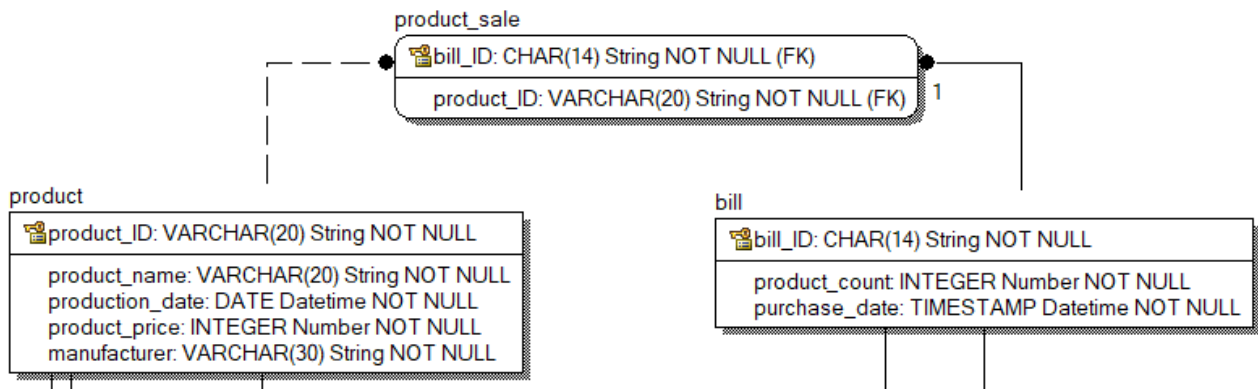 product_sale
bill_ID: CHAR(14) String NOT NULL (FK)
product_ID: VARCHAR(20) String NOT NULL (FK)
1
product
product_ID: VARCHAR(20) String NOT NULL
product_name: VARCHAR(20) String NOT NULL
production_date: DATE Datetime NOT NULL
product_price: INTEGER Number NOT NULL
manufacturer: VARCHAR(30) String NOT NULL
bill
bill_ID: CHAR(14) String NOT NULL
product_count: INTEGER Number NOT NULL
purchase_date: TIMESTAMP Datetime NOT NULL